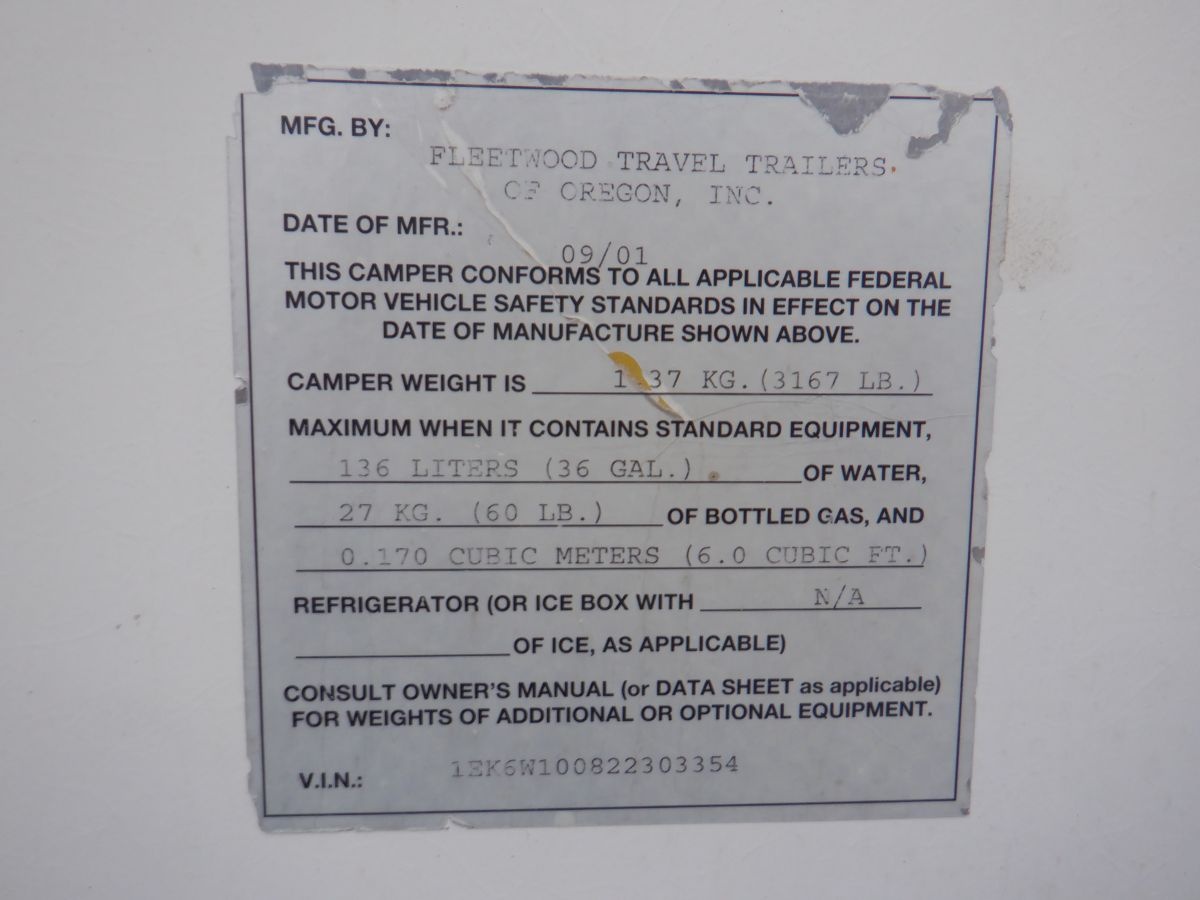 MFG. BY:
FLEETWOOD TRAVEL TRAILERS
OF OREGON, INC.
DATE OF MFR.:
09/01
THIS CAMPER CONFORMS TO ALL APPLICABLE FEDERAL
MOTOR VEHICLE SAFETY STANDARDS IN EFFECT ON THE
DATE OF MANUFACTURE SHOWN ABOVE.
CAMPER WEIGHT IS KG.(3167 LB.)
MAXIMUM WHEN IT CONTAINS STANDARD EQUIPMENT,
136 LITERS (36 GAL.) OF WATER,
27 KG. (60 LB.) OF BOTTLED GAS, AND
0.170 CUBIC METERS (6.0 CUBIC FT.)
REFRIGERATOR (OR ICE BOX WITH N/A
OF ICE, AS APPLICABLE)
CONSULT OWNER'S MANUAL (or DATA SHEET as applicable)
FOR WEIGHTS OF ADDITIONAL OR OPTIONAL EQUIPMENT.
V.I.N.: 1EK6W100822303354